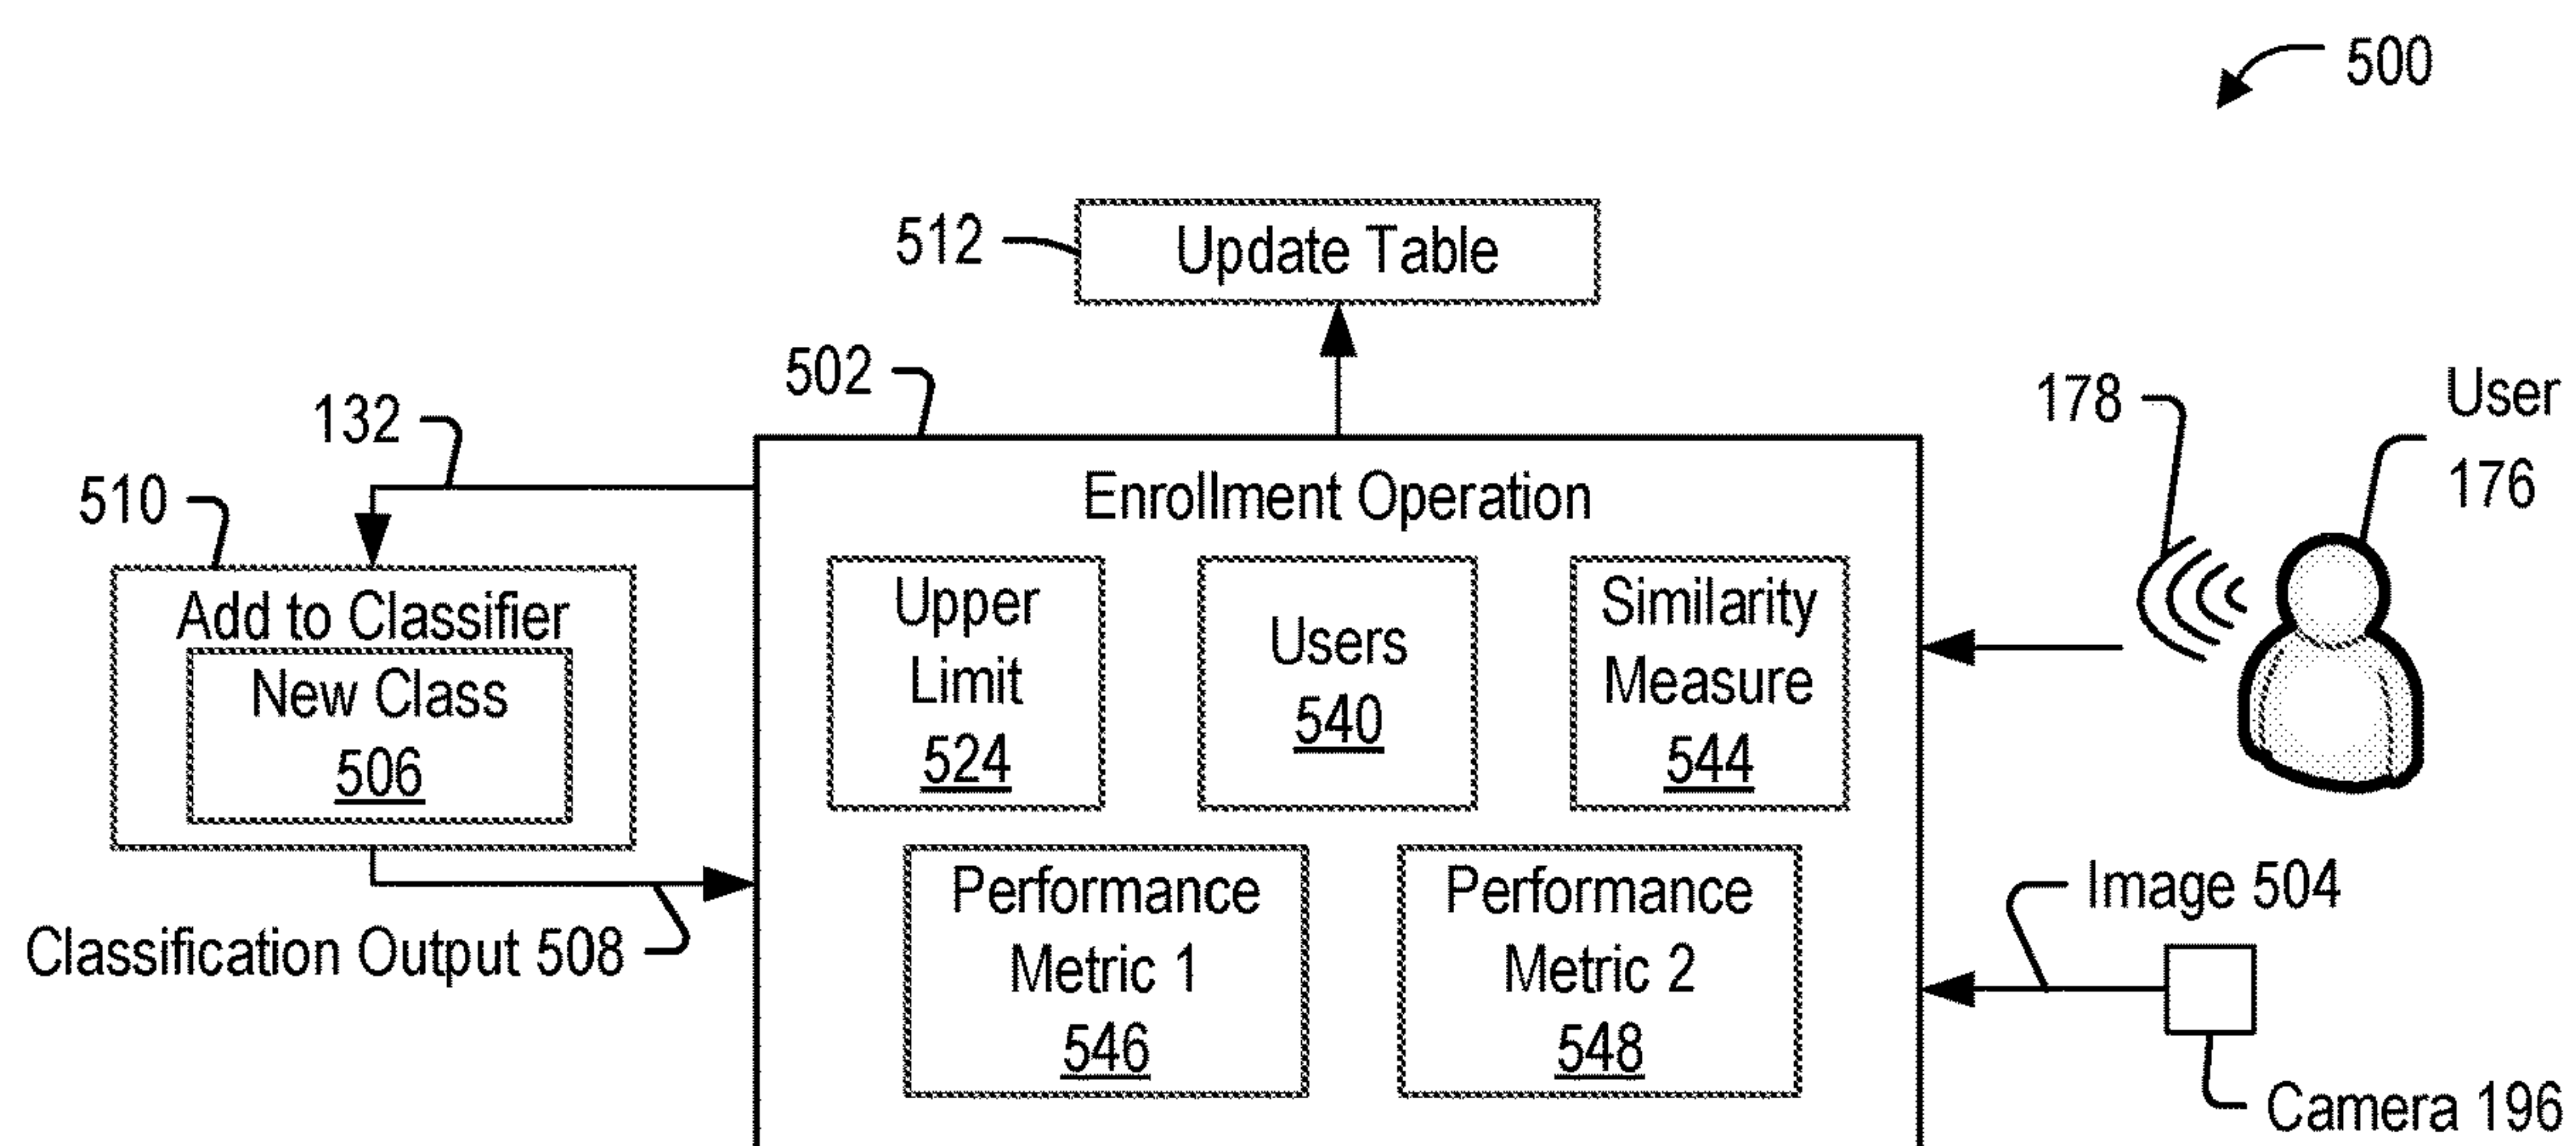 500
512
Update Table
502
132
178
User
176
510
Enrollment Operation
Add to Classifier
New Class
506
Upper
Limit
524
Users
540
Similarity
Measure
544
Classification Output 508
Performance
Metric 1
546
Performance
Metric 2
548
Image 504
Camera 196